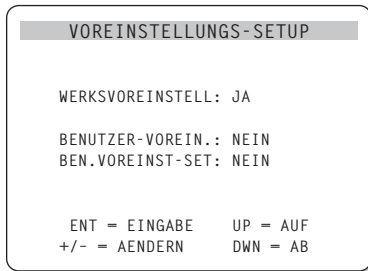 VOREINSTELLUNGS-SETUP
WERKSVOREINSTELL: JA
BENUTZER-VOREIN.: NEIN
BEN.VOREINST-SET: NEIN
ENT = EINGABE UP = AUF
+/- = AENDERN DWN = AB